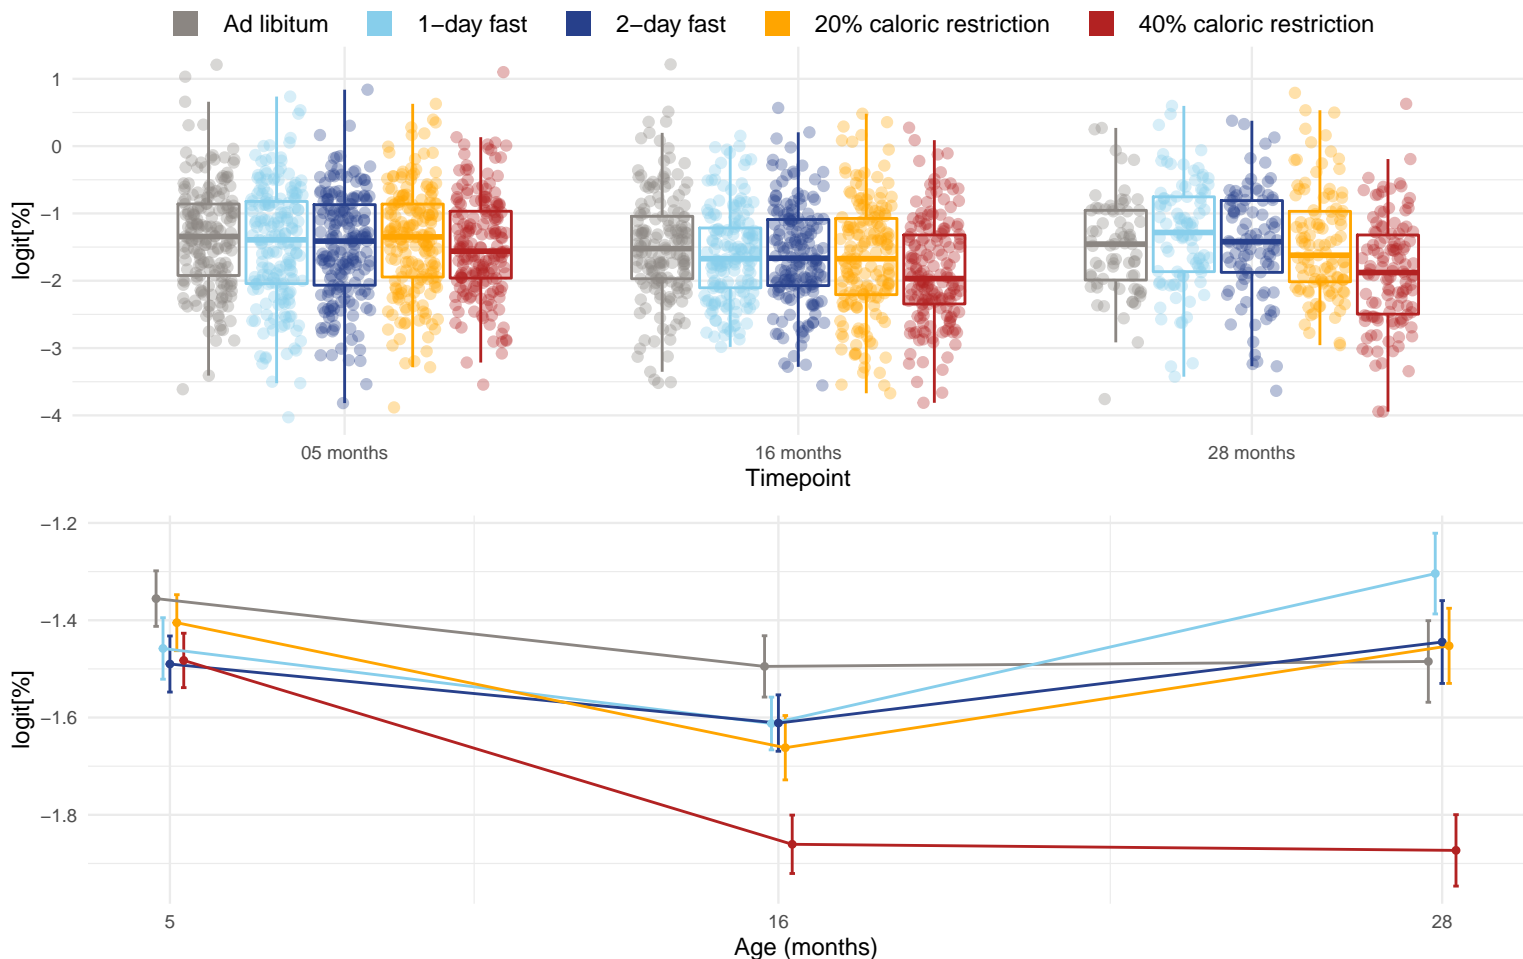 Ad libitum 1−day fast 2−day fast 20% caloric restriction 40% caloric restriction
1
0
−1
−2
−3
−4
logit[%]
05 months 16 months 28 months
Timepoint
−1.2
−1.4
−1.6
−1.8
logit[%]
5 16 28
Age (months)